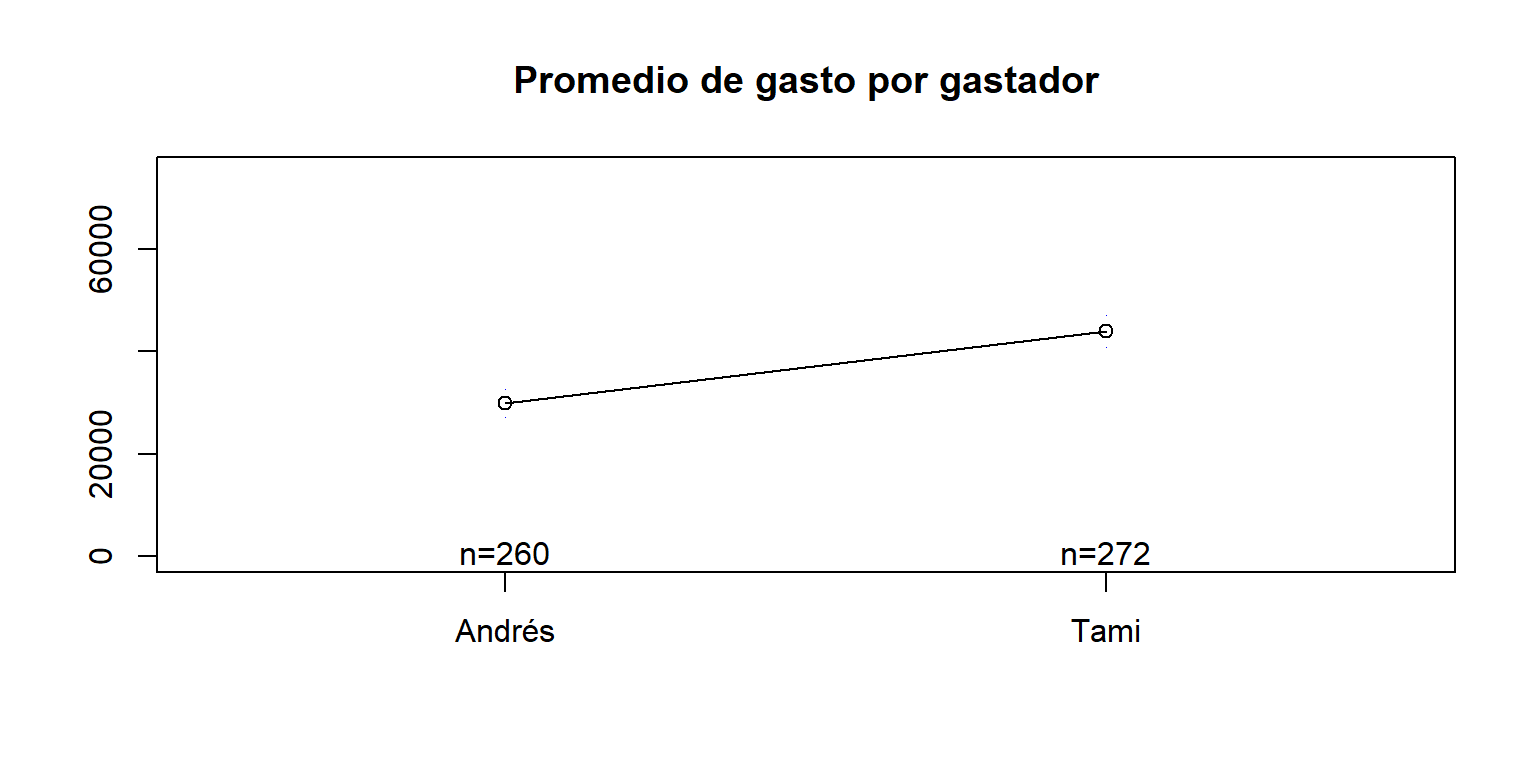 Promedio de gasto por gastador
60000
20000
0
n=260
n=272
Andrés
Tami